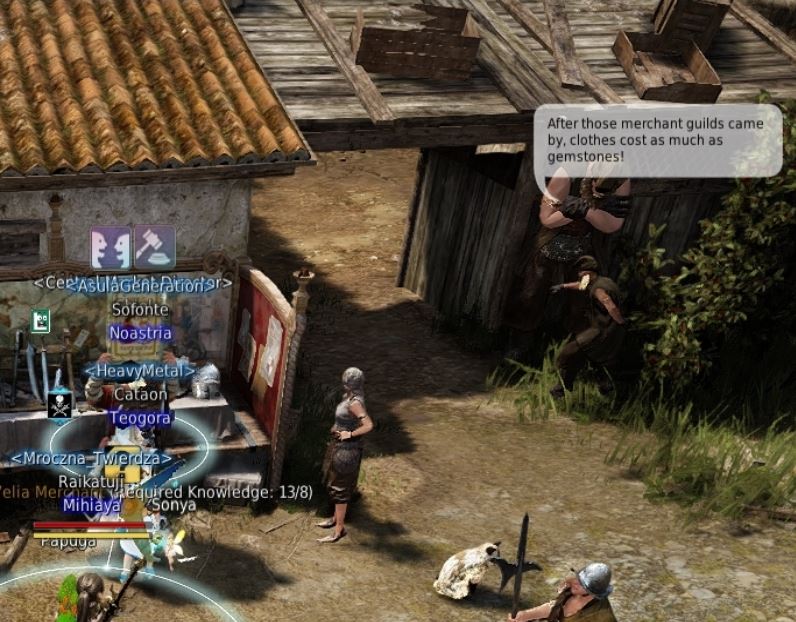 After those merchant guilds came
by, clothes cost as much as
gemstones!
<AsulaGeneration>
Sofonte
Noastria
<HeavyMetal>
Cataon
Teogora
<Mroczna_Twierdza>
Raikatuji
Required Knowledge: 13/8)
Mihiaya
Sonya
Papuga